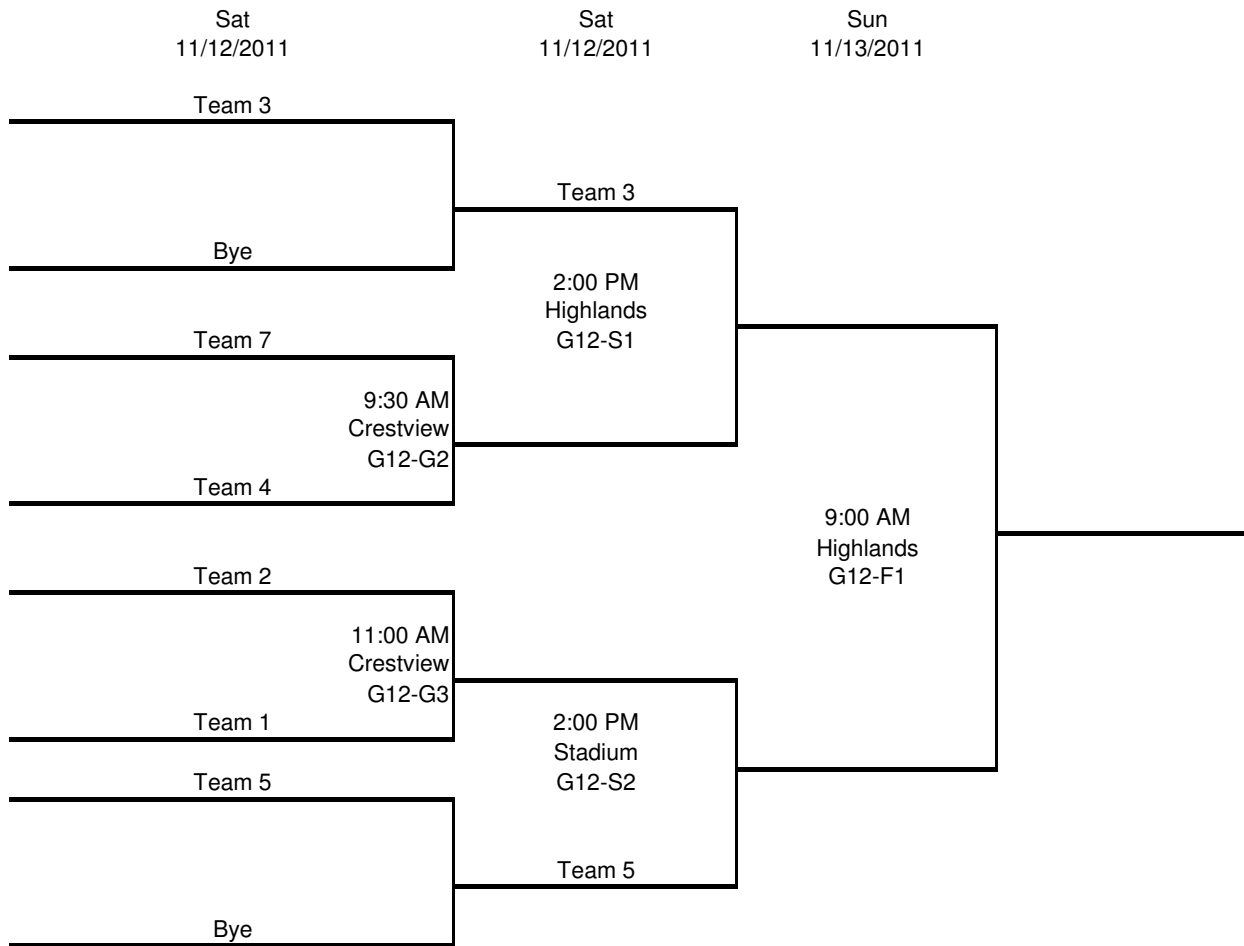 Sat
11/12/2011
Sat
11/12/2011
Sun
11/13/2011
Team 3
Team 3
Bye
2:00 PM
Highlands
G12-S1
Team 7
9:30 AM
Crestview
G12-G2
Team 4
9:00 AM
Highlands
G12-F1
Team 2
11:00 AM
Crestview
G12-G3
Team 1
2:00 PM
Stadium
G12-S2
Team 5
Team 5
Bye